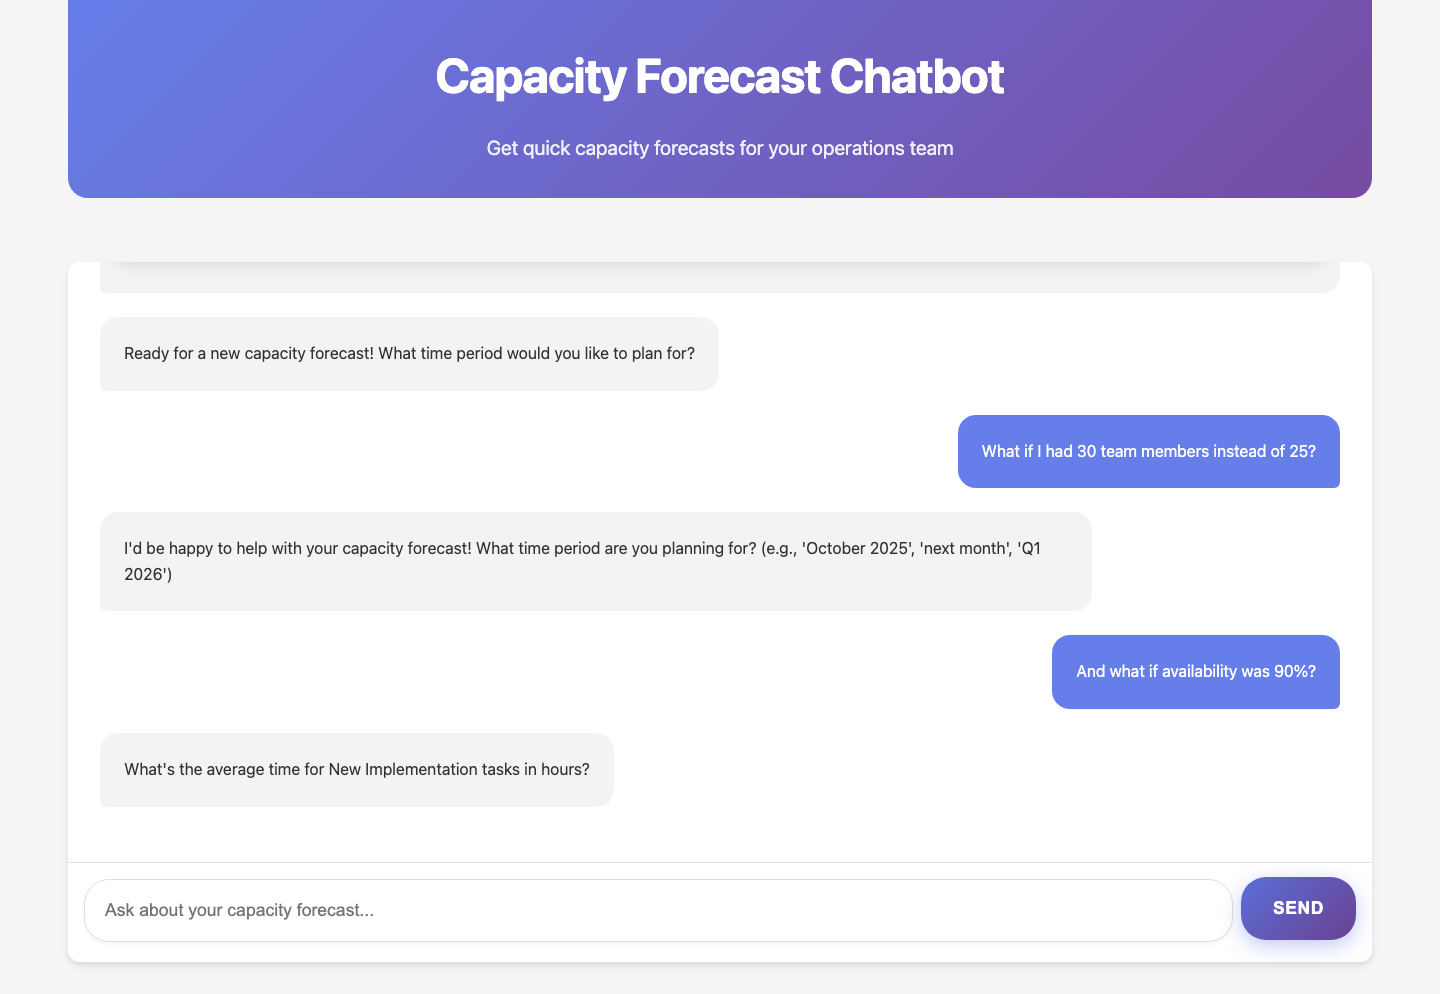 Capacity Forecast Chatbot
Get quick capacity forecasts for your operations team
Ready for a new capacity forecast! What time period would you like to plan for?
What if I had 30 team members instead of 25?
I'd be happy to help with your capacity forecast! What time period are you planning for? (e.g., 'October 2025', 'next month', 'Q1
2026')
And what if availability was 90%?
What's the average time for New Implementation tasks in hours?
Ask about your capacity forecast...
SEND